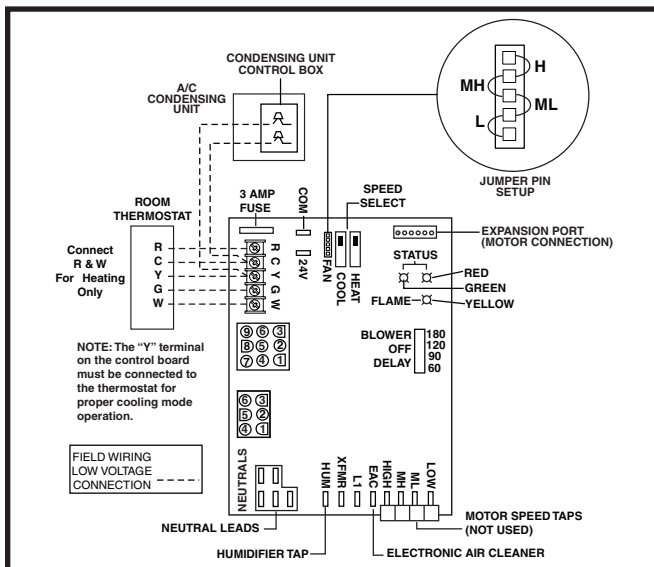 CONDENSING UNIT
CONTROL BOX
A/C
CONDENSING
UNIT
H
MH
ML
L
JUMPER PIN
SETUP
ROOM
THERMOSTAT
3 AMP
FUSE
COM
SPEED
SELECT
EXPANSION PORT
(MOTOR CONNECTION)
Connect
R & W
For Heating
Only
R
C
Y
G
W
R
C
Y
G
W
24V
FAN
COOL
HEAT
STATUS
RED
GREEN
FLAME
YELLOW
NOTE: The “Y” terminal
on the control board
must be connected to
the thermostat for
proper cooling mode
operation.
9 6 3
8 5 2
7 4 1
BLOWER
OFF
DELAY
180
120
90
60
6 3
5 2
4 1
FIELD WIRING
LOW VOLTAGE
CONNECTION
NEUTRALS
HUM
XFMR
L1
EAC
HIGH
MH
ML
LOW
NEUTRAL LEADS
MOTOR SPEED TAPS
(NOT USED)
HUMIDIFIER TAP
ELECTRONIC AIR CLEANER